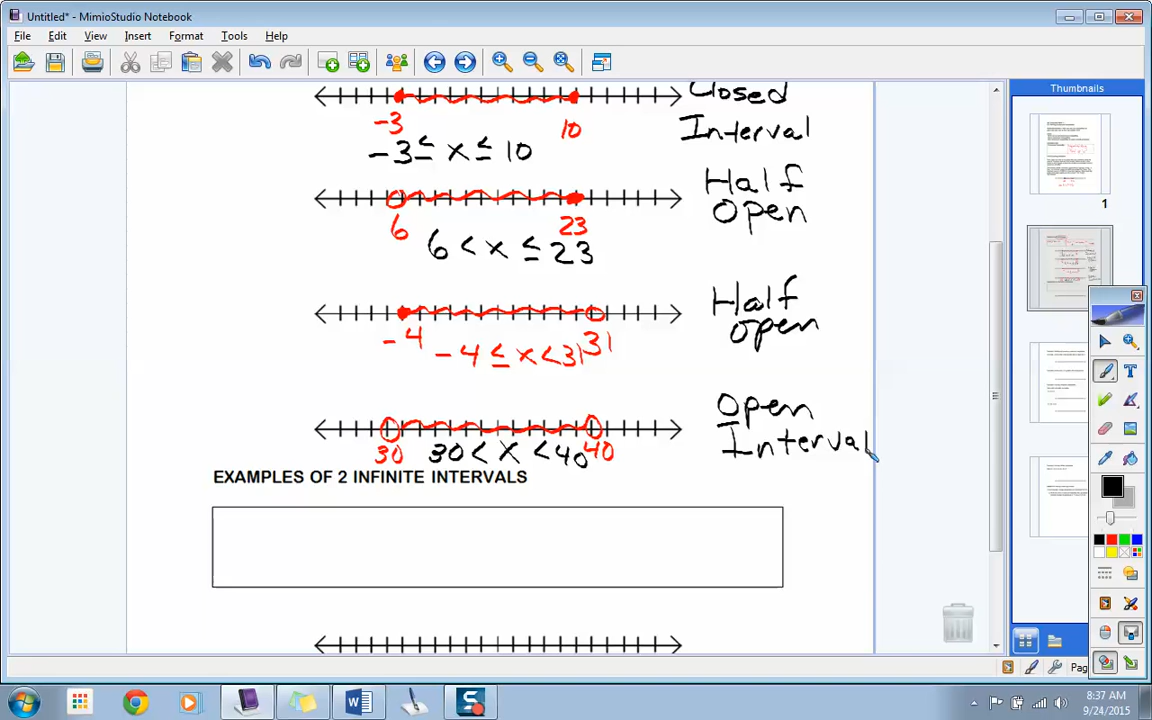 Untitled* - MimioStudio Notebook
File Edit View Insert Format Tools Help
Thumbnails
Closed
-3 10
Interval
-3 ≤ x ≤ 10
Half
Open
6 23
6 < x ≤ 23
1
Half
open
-4 31
-4 ≤ x < 31
Open
Interval
30 40
30 < x < 40
EXAMPLES OF 2 INFINITE INTERVALS
Pag
8:37 AM
9/24/2015